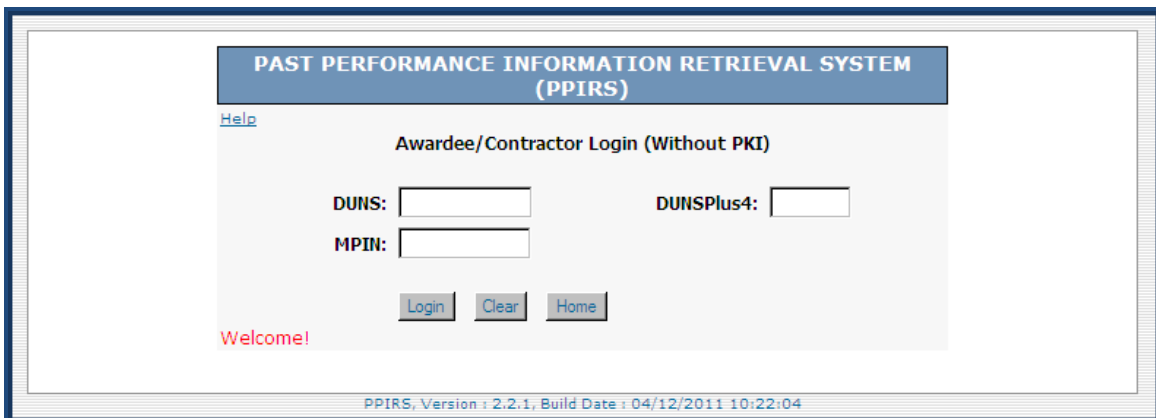 PAST PERFORMANCE INFORMATION RETRIEVAL SYSTEM
(PPIRS)
Help
Awardee/Contractor Login (Without PKI)
DUNS: DUNSPlus4:
MPIN:
Login Clear Home
Welcome!
PPIRS, Version : 2.2.1, Build Date : 04/12/2011 10:22:04